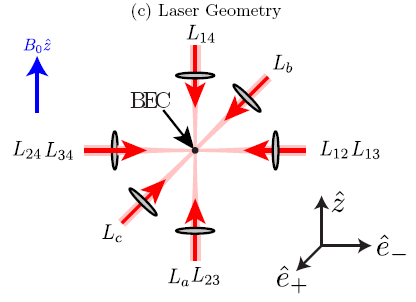 (c) Laser Geometry
B₀ẑ
L₁₄
L_b
BEC
L₂₄ L₃₄
L₁₂ L₁₃
L_c
L_a L₂₃
ẑ
ê₋
ê₊